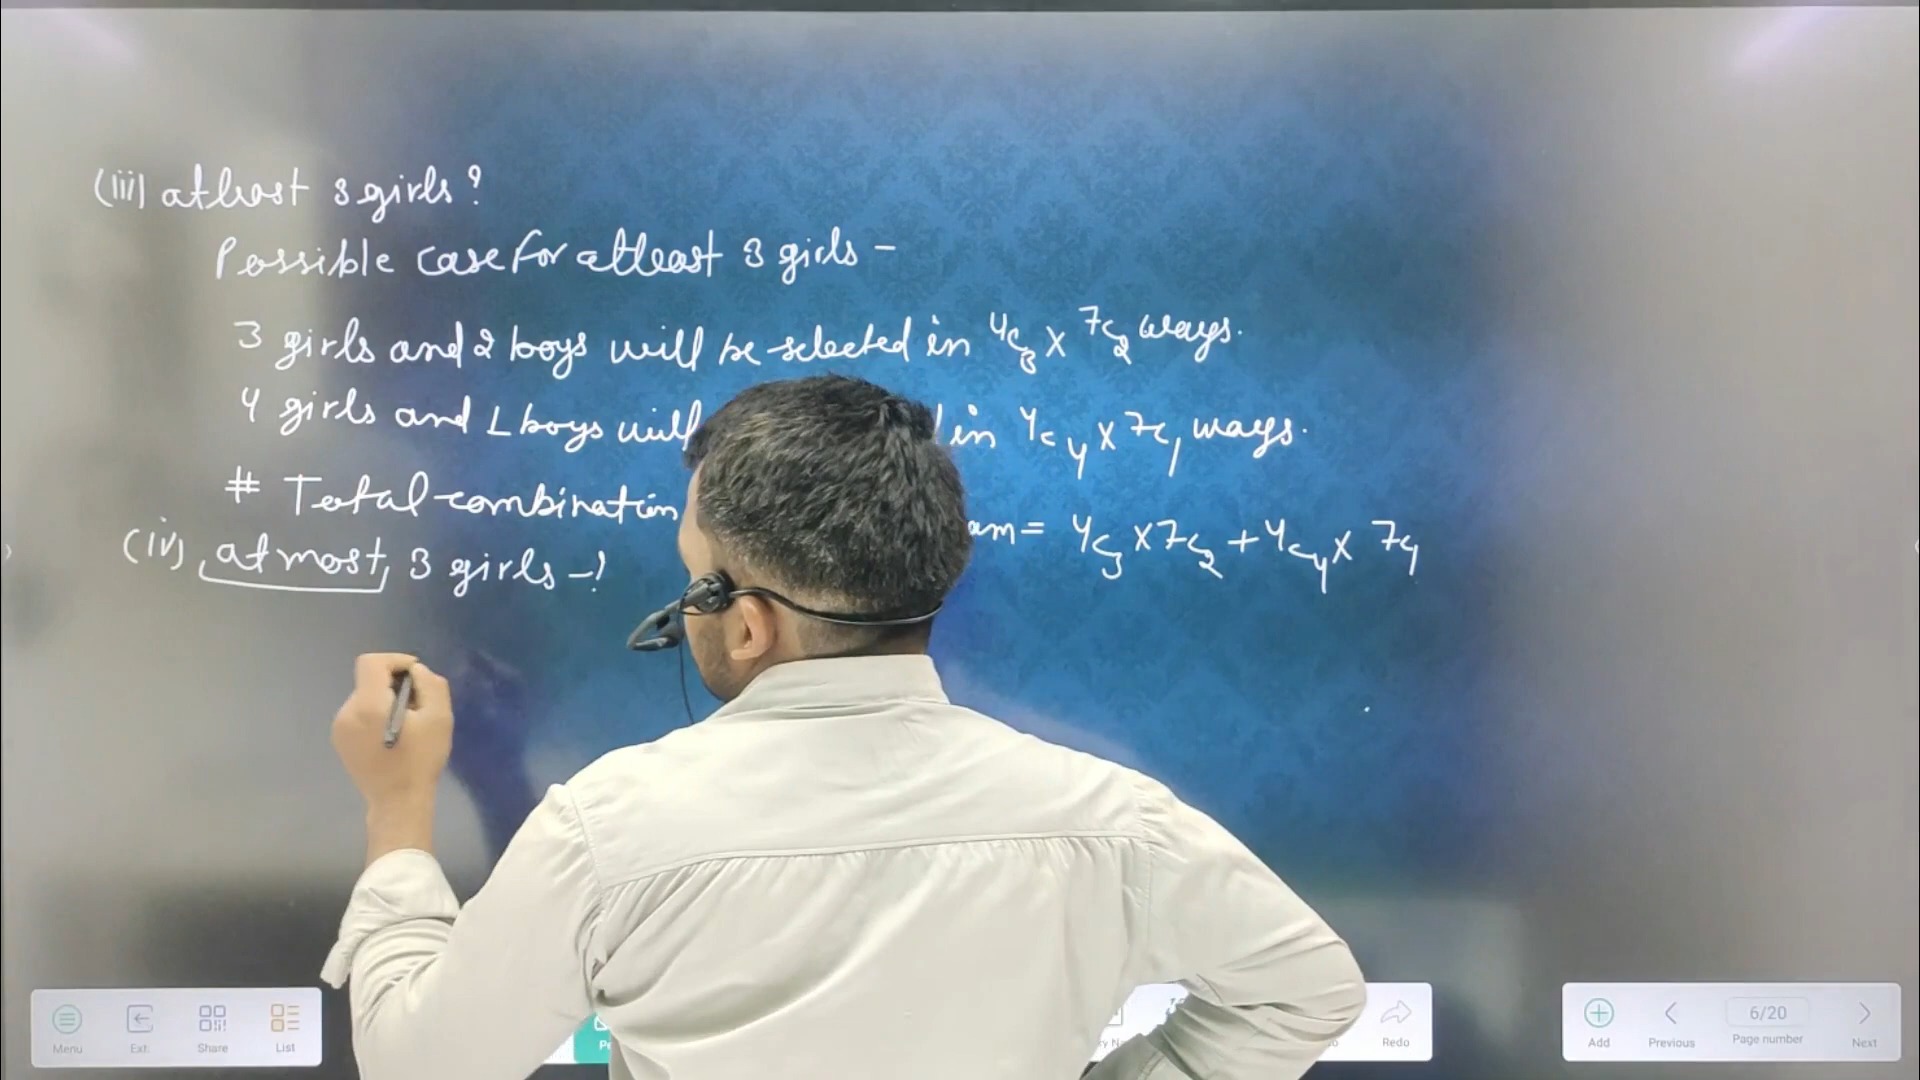 (iii) atleast 3 girls?
Possible case for atleast 3 girls -
3 girls and 2 boys will be selected in ⁴C₃ × ⁷C₂ ways.
4 girls and 1 boys will in ⁴C₄ × ⁷C₁ ways.
# Total combination am = ⁴C₃ × ⁷C₂ + ⁴C₄ × ⁷C₁
(iv) atmost, 3 girls -!
Menu
Exit
Share
List
Redo
Add
Previous
6/20
Page number
Next